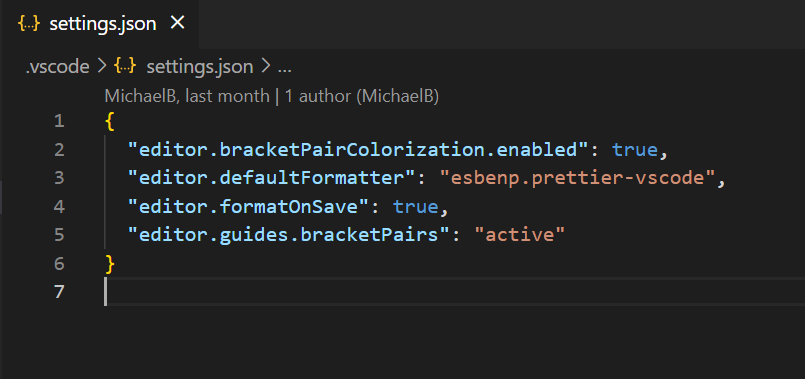 {..} settings.json ×
.vscode > {..} settings.json > ...
MichaelB, last month | 1 author (MichaelB)
1 {
2 "editor.bracketPairColorization.enabled": true,
3 "editor.defaultFormatter": "esbenp.prettier-vscode",
4 "editor.formatOnSave": true,
5 "editor.guides.bracketPairs": "active"
6 }
7